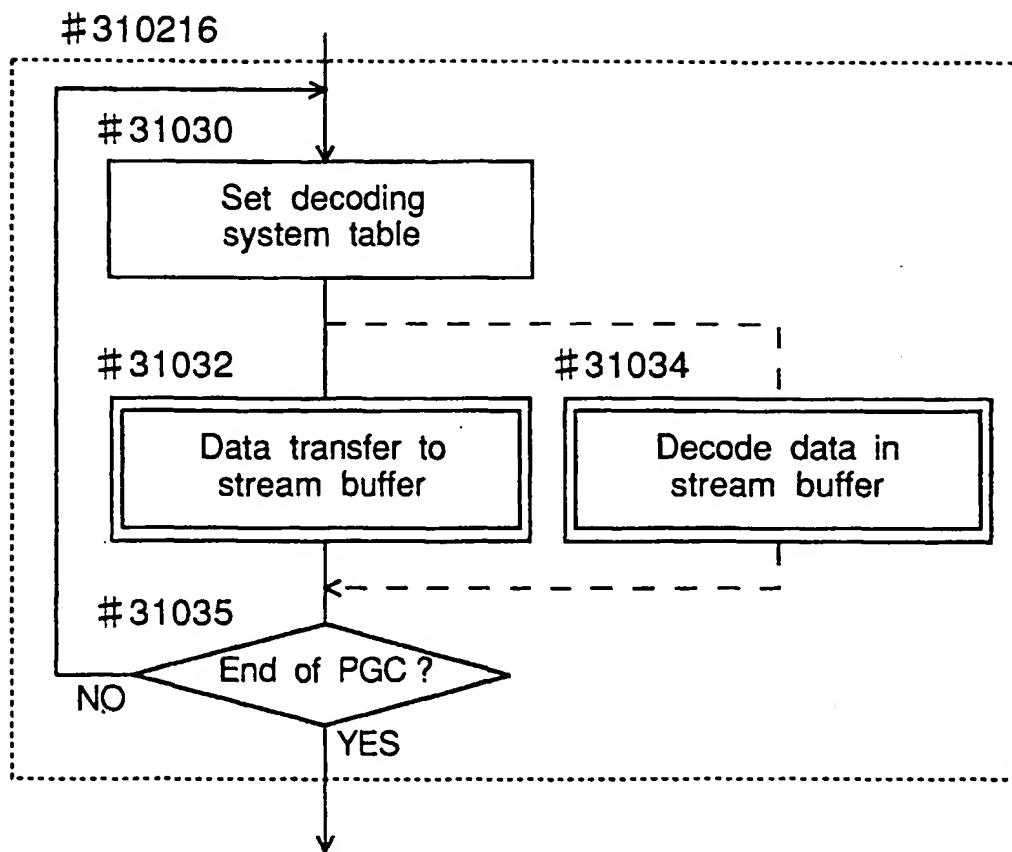 #310216
#31030
Set decoding
system table
#31032
#31034
Data transfer to
stream buffer
Decode data in
stream buffer
#31035
End of PGC?
NO
YES